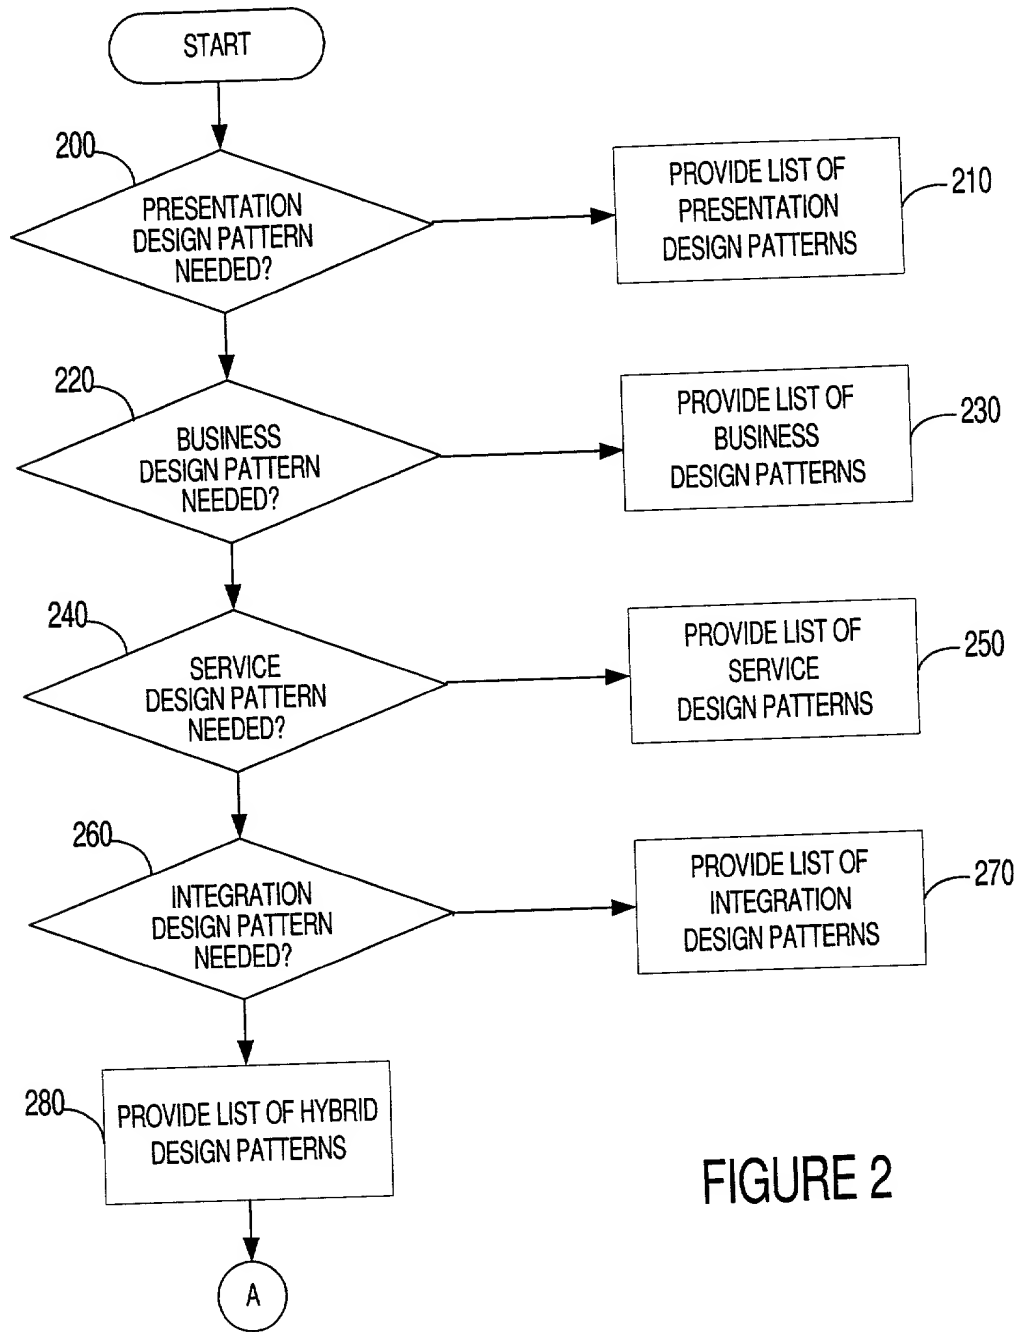 START
200
PRESENTATION
DESIGN PATTERN
NEEDED?
PROVIDE LIST OF
PRESENTATION
DESIGN PATTERNS
210
220
BUSINESS
DESIGN PATTERN
NEEDED?
PROVIDE LIST OF
BUSINESS
DESIGN PATTERNS
230
240
SERVICE
DESIGN PATTERN
NEEDED?
PROVIDE LIST OF
SERVICE
DESIGN PATTERNS
250
260
INTEGRATION
DESIGN PATTERN
NEEDED?
PROVIDE LIST OF
INTEGRATION
DESIGN PATTERNS
270
280
PROVIDE LIST OF HYBRID
DESIGN PATTERNS
FIGURE 2
A